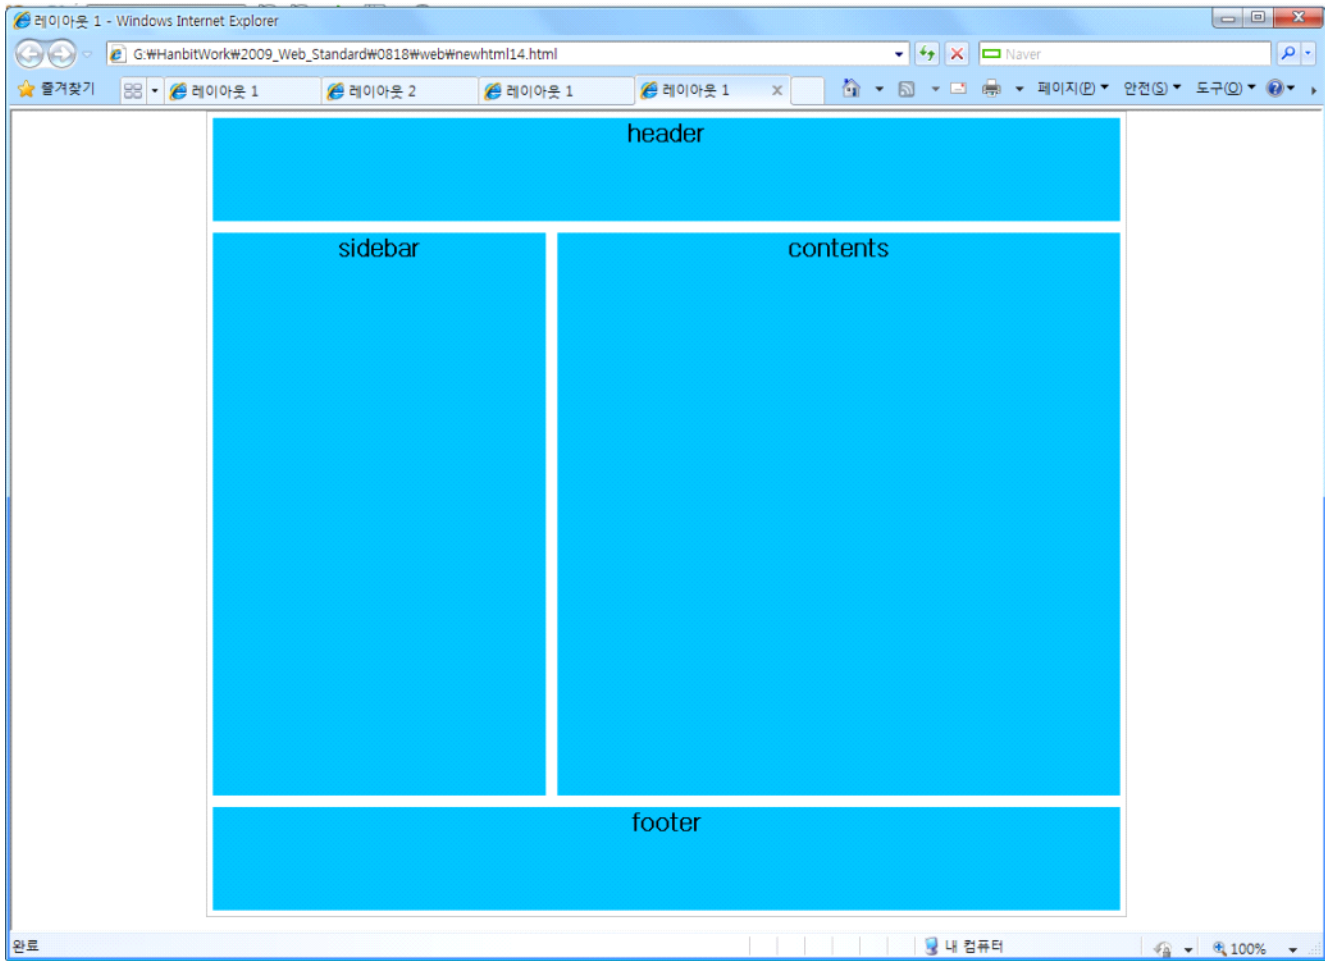 레이아웃 1 - Windows Internet Explorer
G:₩HanbitWork₩2009_Web_Standard₩0818₩web₩newhtml14.html
Naver
즐겨찾기 레이아웃 1 레이아웃 2 레이아웃 1 레이아웃 1 페이지(P) 안전(S) 도구(O)
header
sidebar
contents
footer
완료 내 컴퓨터 100%